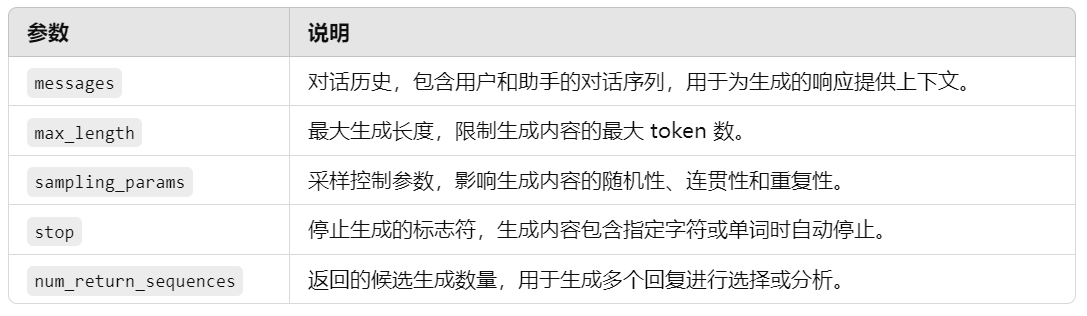 参数 说明
messages 对话历史，包含用户和助手的对话序列，用于为生成的响应提供上下文。
max_length 最大生成长度，限制生成内容的最大 token 数。
sampling_params 采样控制参数，影响生成内容的随机性、连贯性和重复性。
stop 停止生成的标志符，生成内容包含指定字符或单词时自动停止。
num_return_sequences 返回的候选生成数量，用于生成多个回复进行选择或分析。